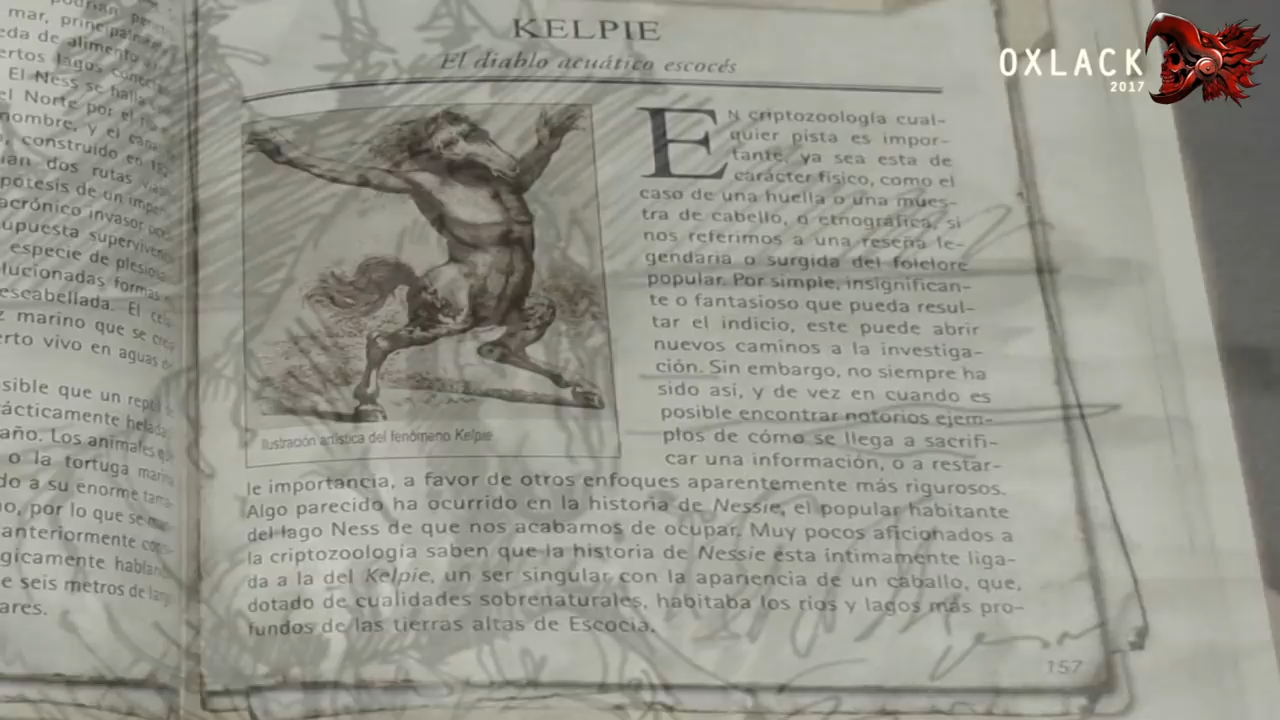 podrían
mar,
eda de alimento
ertos lagos
El Ness se halla
el Norte por el
nombre, y el
construido en
dos rutas
pótesis de un
acrónico invasor
upuesta
especie de
lucionadas formas
escabellada. El
z marino que se
erto vivo en aguas
sible que un
rácticamente
año. Los animales
o la tortuga
do a su enorme
no, por lo que se
anteriormente
gicamente
e seis metros de
ares.
KELPIE
El diablo acuático escocés
EN criptozoología cual-
quier pista es impor-
tante, ya sea esta de
carácter físico, como el
caso de una huella o una mues-
tra de cabello, o etnográfica, si
nos referimos a una reseña le-
gendaria o surgida del folclore
popular. Por simple, insignifican-
te o fantasioso que pueda resul-
tar el indicio, este puede abrir
nuevos caminos a la investiga-
ción. Sin embargo, no siempre ha
sido así, y de vez en cuando es
posible encontrar notorios ejem-
plos de cómo se llega a sacrifi-
car una información, o a restar-
le importancia, a favor de otros enfoques aparentemente más rigurosos.
Algo parecido ha ocurrido en la historia de Nessie, el popular habitante
del lago Ness de que nos acabamos de ocupar. Muy pocos aficionados a
la criptozoología saben que la historia de Nessie está íntimamente liga-
da a la del Kelpie, un ser singular con la apariencia de un caballo, que,
dotado de cualidades sobrenaturales, habitaba los ríos y lagos más pro-
fundos de las tierras altas de Escocia.
Ilustración artística del fenómeno Kelpie
157
OXLACK
2017